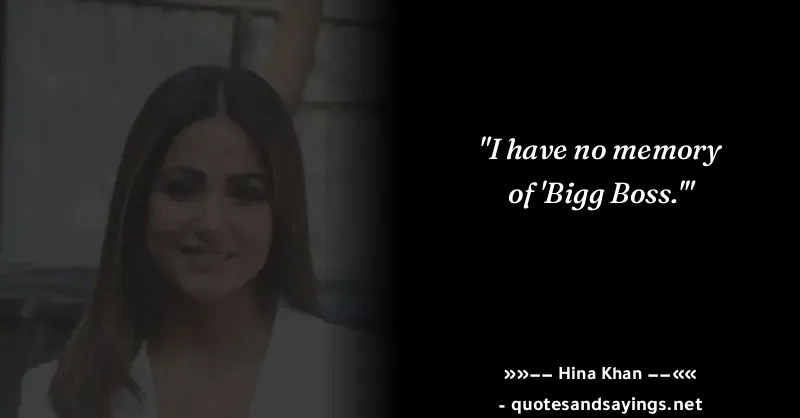 "I have no memory
of 'Bigg Boss.'"
»»−− Hina Khan −−««
- quotesandsayings.net